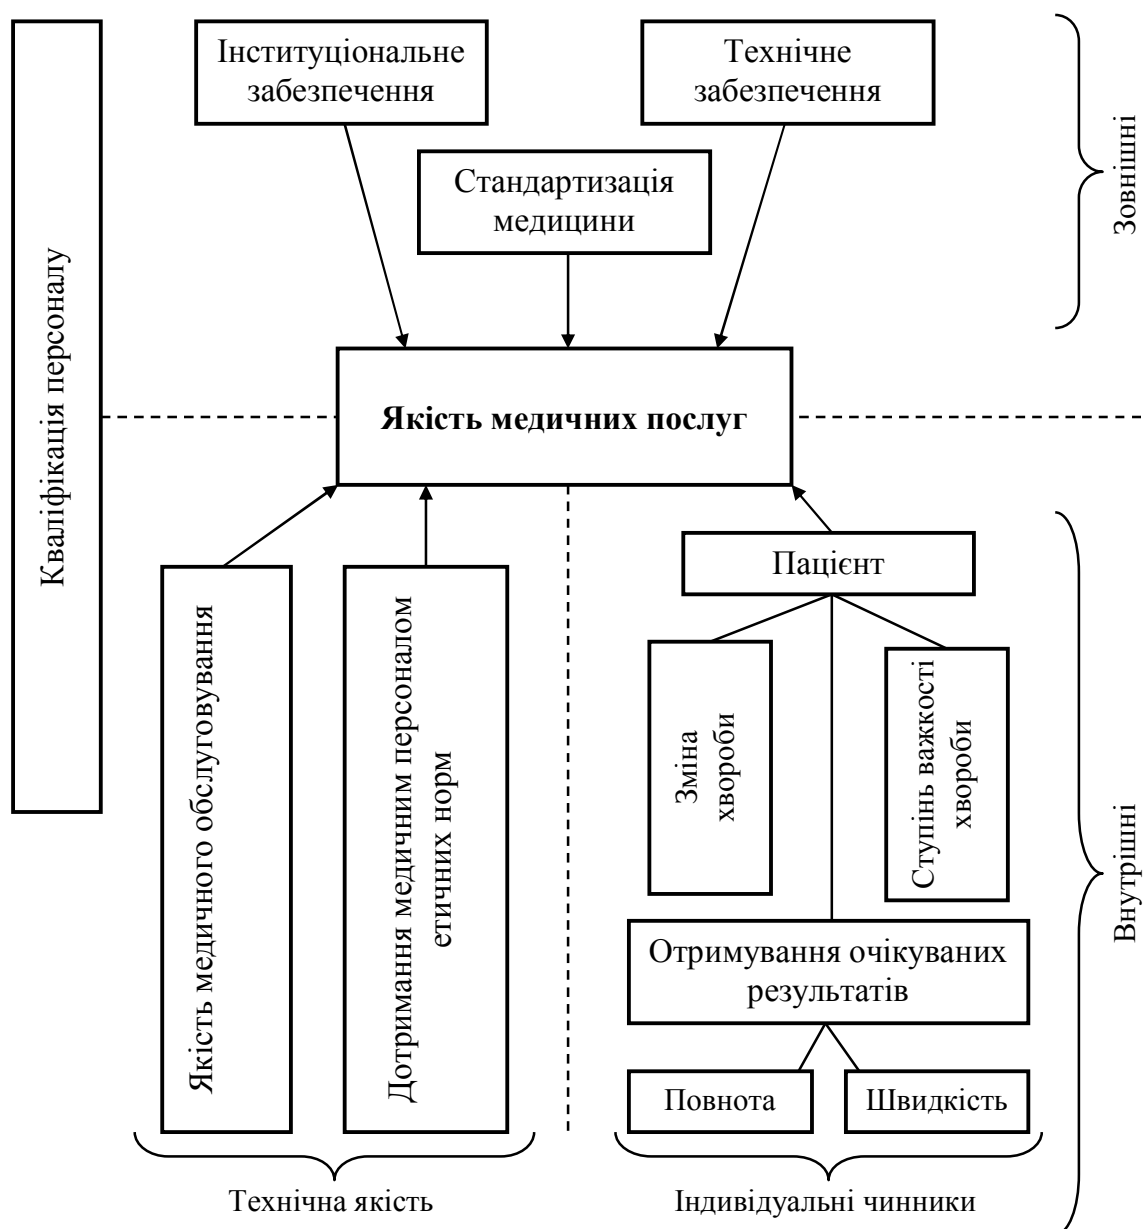 Інституціональне
забезпечення
Технічне
забезпечення
Стандартизація
медицини
Зовнішні
Кваліфікація персоналу
Якість медичних послуг
Якість медичного обслуговування
Дотримання медичним персоналом
етичних норм
Пацієнт
Зміна
хвороби
Ступінь важкості
хвороби
Отримування очікуваних
результатів
Повнота
Швидкість
Внутрішні
Технічна якість
Індивідуальні чинники